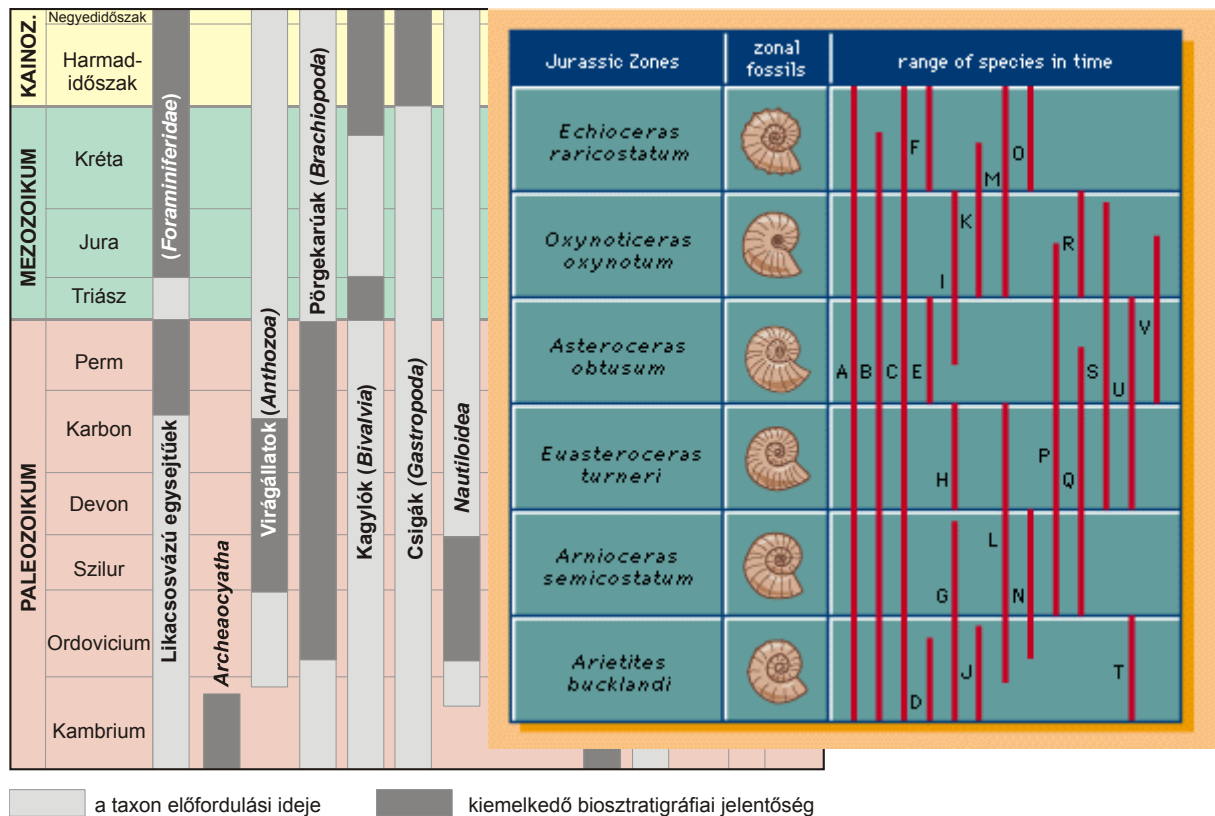 KAINOZ.
Negyedidőszak
Harmad-
időszak
MEZOZOIKUM
Kréta
Jura
Triász
PALEOZOIKUM
Perm
Karbon
Devon
Szilur
Ordovicium
Kambrium
Likacsosvázú egysejtűek (Foraminiferidae)
Archeaocyatha
Virágállatok (Anthozoa)
Pörgekarúak (Brachiopoda)
Kagylók (Bivalvia)
Csigák (Gastropoda)
Nautiloidea
Jurassic Zones
zonal
fossils
range of species in time
Echioceras
raricostatum
F
M
O
Oxynoticeras
oxynotum
I
K
R
Asteroceras
obtusum
A
B
C
E
S
U
V
Euasteroceras
turneri
H
P
Q
Arnioceras
semicostatum
G
L
N
Arietites
bucklandi
D
J
T
a taxon előfordulási ideje
kiemelkedő biosztratigráfiai jelentőség